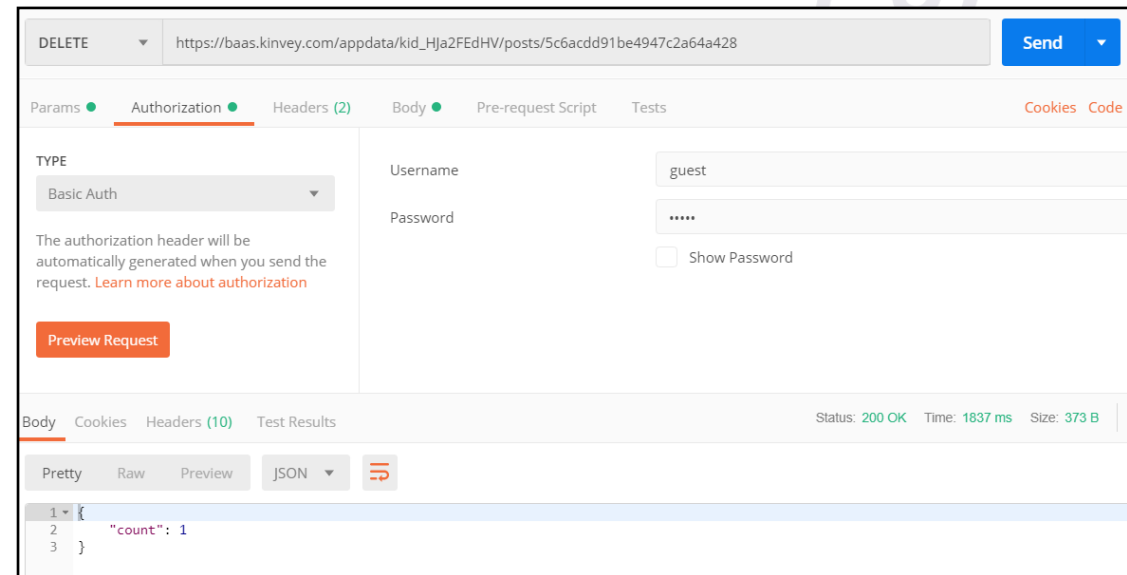 DELETE https://baas.kinvey.com/appdata/kid_HJa2FEdHV/posts/5c6acdd91be4947c2a64a428 Send
Params Authorization Headers (2) Body Pre-request Script Tests Cookies Code
TYPE
Basic Auth
The authorization header will be
automatically generated when you send the
request. Learn more about authorization
Preview Request
Username guest
Password •••••
Show Password
Body Cookies Headers (10) Test Results Status: 200 OK Time: 1837 ms Size: 373 B
Pretty Raw Preview JSON
1 {
2 "count": 1
3 }